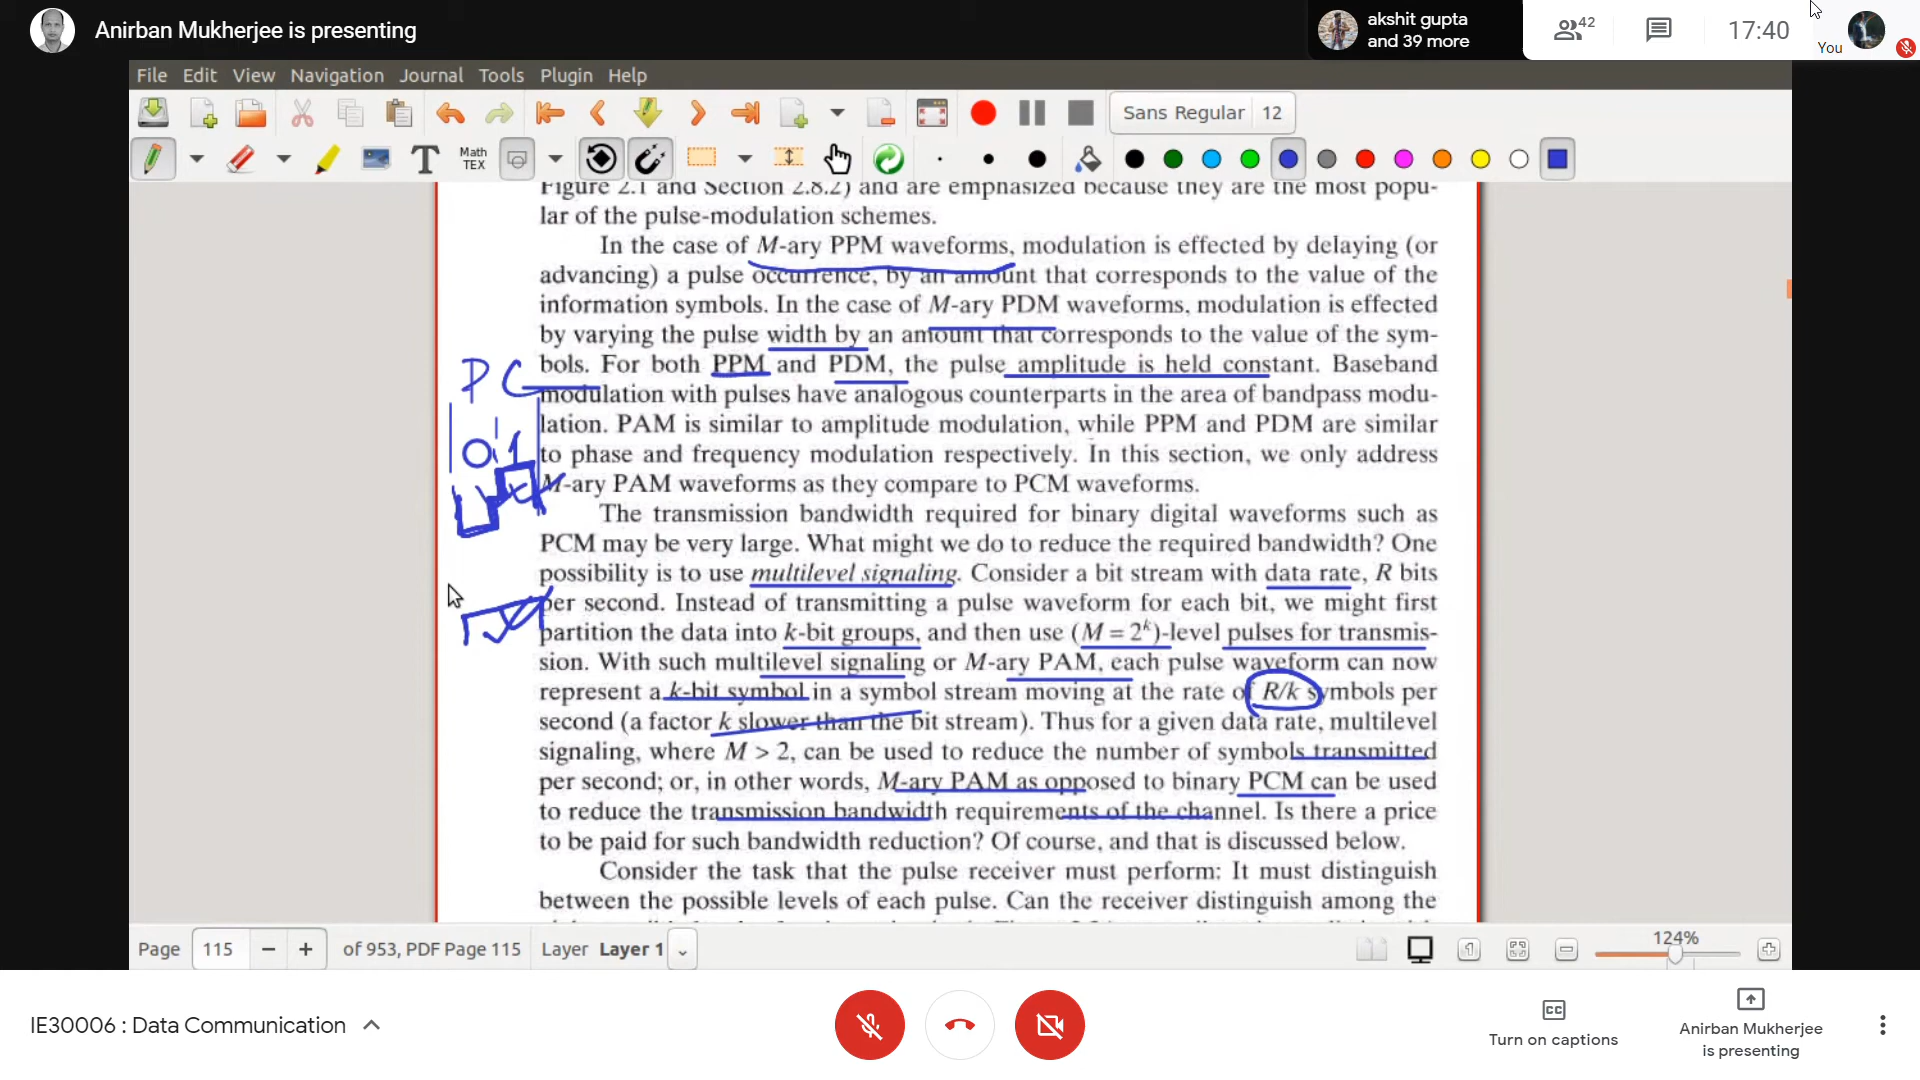 Anirban Mukherjee is presenting
akshit gupta
and 39 more
42
17:40
You
File Edit View Navigation Journal Tools Plugin Help
Sans Regular 12
Math
TEX
Figure 2.1 and Section 2.8.2) and are emphasized because they are the most popu-
lar of the pulse-modulation schemes.
In the case of M-ary PPM waveforms, modulation is effected by delaying (or
advancing) a pulse occurrence, by an amount that corresponds to the value of the
information symbols. In the case of M-ary PDM waveforms, modulation is effected
by varying the pulse width by an amount that corresponds to the value of the sym-
bols. For both PPM and PDM, the pulse amplitude is held constant. Baseband
modulation with pulses have analogous counterparts in the area of bandpass modu-
lation. PAM is similar to amplitude modulation, while PPM and PDM are similar
to phase and frequency modulation respectively. In this section, we only address
M-ary PAM waveforms as they compare to PCM waveforms.
The transmission bandwidth required for binary digital waveforms such as
PCM may be very large. What might we do to reduce the required bandwidth? One
possibility is to use multilevel signaling. Consider a bit stream with data rate, R bits
per second. Instead of transmitting a pulse waveform for each bit, we might first
partition the data into k-bit groups, and then use (M = 2^k)-level pulses for transmis-
sion. With such multilevel signaling or M-ary PAM, each pulse waveform can now
represent a k-bit symbol in a symbol stream moving at the rate of R/k symbols per
second (a factor k slower than the bit stream). Thus for a given data rate, multilevel
signaling, where M > 2, can be used to reduce the number of symbols transmitted
per second; or, in other words, M-ary PAM as opposed to binary PCM can be used
to reduce the transmission bandwidth requirements of the channel. Is there a price
to be paid for such bandwidth reduction? Of course, and that is discussed below.
Consider the task that the pulse receiver must perform: It must distinguish
between the possible levels of each pulse. Can the receiver distinguish among the
PC
01
Page 115 of 953, PDF Page 115 Layer Layer 1
124%
IE30006 : Data Communication
Turn on captions
Anirban Mukherjee
is presenting